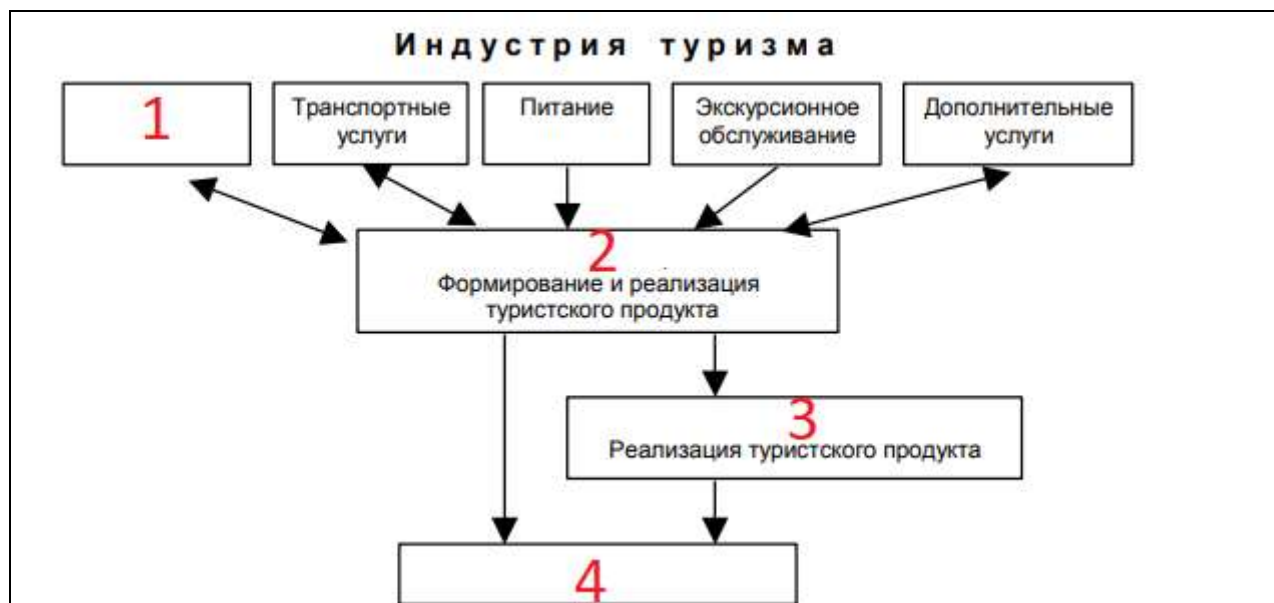 Индустрия туризма
1
Транспортные
услуги
Питание
Экскурсионное
обслуживание
Дополнительные
услуги
2
Формирование и реализация
туристского продукта
3
Реализация туристского продукта
4